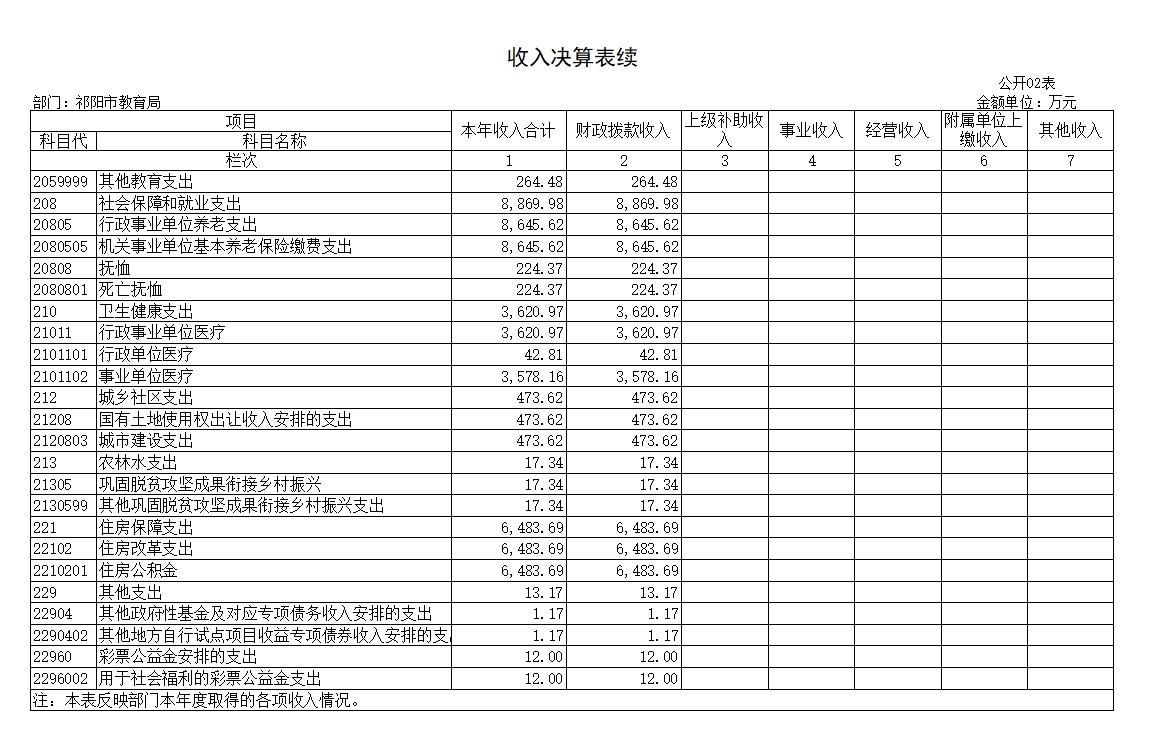 收入决算表续
公开02表
部门：祁阳市教育局 金额单位：万元
项目 本年收入合计 财政拨款收入 上级补助收入 事业收入 经营收入 附属单位上缴收入 其他收入
科目代 科目名称
栏次 1 2 3 4 5 6 7
2059999 其他教育支出 264.48 264.48
208 社会保障和就业支出 8,869.98 8,869.98
20805 行政事业单位养老支出 8,645.62 8,645.62
2080505 机关事业单位基本养老保险缴费支出 8,645.62 8,645.62
20808 抚恤 224.37 224.37
2080801 死亡抚恤 224.37 224.37
210 卫生健康支出 3,620.97 3,620.97
21011 行政事业单位医疗 3,620.97 3,620.97
2101101 行政单位医疗 42.81 42.81
2101102 事业单位医疗 3,578.16 3,578.16
212 城乡社区支出 473.62 473.62
21208 国有土地使用权出让收入安排的支出 473.62 473.62
2120803 城市建设支出 473.62 473.62
213 农林水支出 17.34 17.34
21305 巩固脱贫攻坚成果衔接乡村振兴 17.34 17.34
2130599 其他巩固脱贫攻坚成果衔接乡村振兴支出 17.34 17.34
221 住房保障支出 6,483.69 6,483.69
22102 住房改革支出 6,483.69 6,483.69
2210201 住房公积金 6,483.69 6,483.69
229 其他支出 13.17 13.17
22904 其他政府性基金及对应专项债务收入安排的支出 1.17 1.17
2290402 其他地方自行试点项目收益专项债券收入安排的支 1.17 1.17
22960 彩票公益金安排的支出 12.00 12.00
2296002 用于社会福利的彩票公益金支出 12.00 12.00
注：本表反映部门本年度取得的各项收入情况。